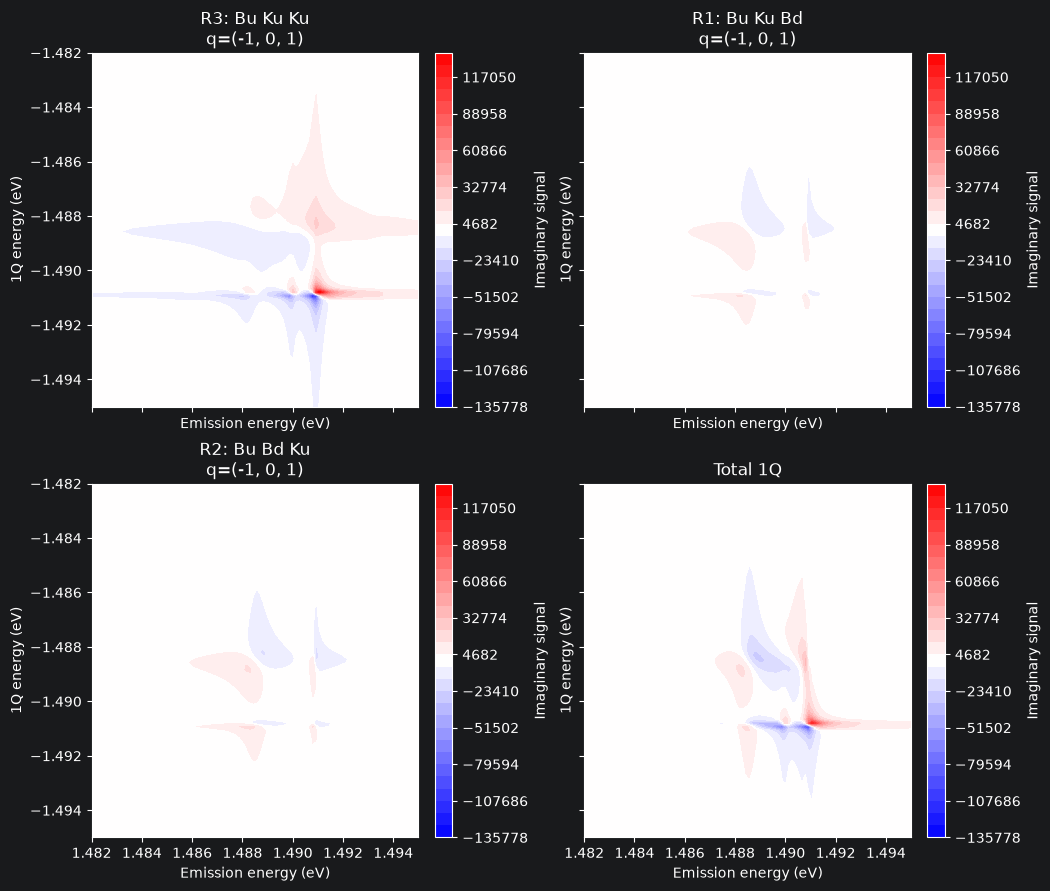 R3: Bu Ku Ku
q=(-1, 0, 1)
−1.482
−1.484
−1.486
−1.488
−1.490
−1.492
−1.494
1Q energy (eV)
Emission energy (eV)
117050
88958
60866
32774
4682
−23410
−51502
−79594
−107686
−135778
Imaginary signal
R1: Bu Ku Bd
q=(-1, 0, 1)
1Q energy (eV)
Emission energy (eV)
117050
88958
60866
32774
4682
−23410
−51502
−79594
−107686
−135778
Imaginary signal
R2: Bu Bd Ku
q=(-1, 0, 1)
−1.482
−1.484
−1.486
−1.488
−1.490
−1.492
−1.494
1Q energy (eV)
1.482 1.484 1.486 1.488 1.490 1.492 1.494
Emission energy (eV)
117050
88958
60866
32774
4682
−23410
−51502
−79594
−107686
−135778
Imaginary signal
Total 1Q
1Q energy (eV)
1.482 1.484 1.486 1.488 1.490 1.492 1.494
Emission energy (eV)
117050
88958
60866
32774
4682
−23410
−51502
−79594
−107686
−135778
Imaginary signal